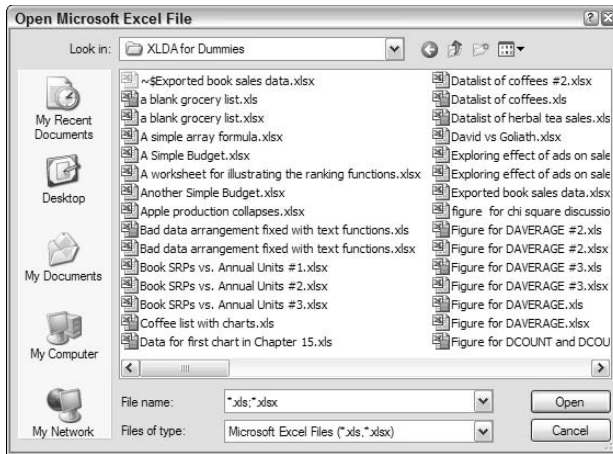 Open Microsoft Excel File
Look in: XLDA for Dummies
My Recent
Documents
Desktop
My Documents
My Computer
My Network
~$Exported book sales data.xlsx
a blank grocery list.xls
a blank grocery list.xlsx
A simple array formula.xlsx
A Simple Budget.xlsx
A worksheet for illustrating the ranking functions.xlsx
Another Simple Budget.xlsx
Apple production collapses.xlsx
Bad data arrangement fixed with text functions.xls
Bad data arrangement fixed with text functions.xlsx
Book SRPs vs. Annual Units #1.xlsx
Book SRPs vs. Annual Units #2.xlsx
Book SRPs vs. Annual Units #3.xlsx
Coffee list with charts.xls
Data for first chart in Chapter 15.xls
Datalist of coffees #2.xlsx
Datalist of coffees.xls
Datalist of herbal tea sales.xls
David vs Goliath.xlsx
Exploring effect of ads on sale
Exploring effect of ads on sale
Exported book sales data.xlsx
figure for chi square discussio
Figure for DAVERAGE #2.xls
Figure for DAVERAGE #2.xlsx
Figure for DAVERAGE #3.xls
Figure for DAVERAGE #3.xlsx
Figure for DAVERAGE.xls
Figure for DAVERAGE.xlsx
Figure for DCOUNT and DCOU
File name: *.xls;*.xlsx Open
Files of type: Microsoft Excel Files (*.xls,*.xlsx) Cancel